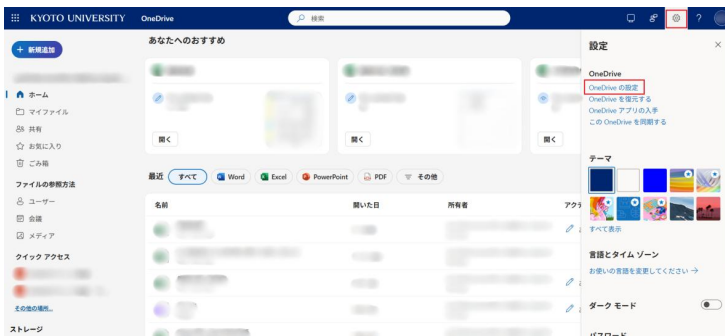 KYOTO UNIVERSITY OneDrive 検索 ?
+ 新規追加
ホーム
マイファイル
共有
お気に入り
ごみ箱
ファイルの参照方法
ユーザー
会議
メディア
クイック アクセス
その他の場所...
ストレージ
あなたへのおすすめ
開く 開く 開く
最近 すべて Word Excel PowerPoint PDF その他
名前 開いた日 所有者 アクテ
設定
OneDrive
OneDrive の設定
OneDrive を復元する
OneDrive アプリの入手
この OneDrive を同期する
テーマ
すべて表示
言語とタイム ゾーン
お使いの言語を変更してください →
ダーク モード
パスワード